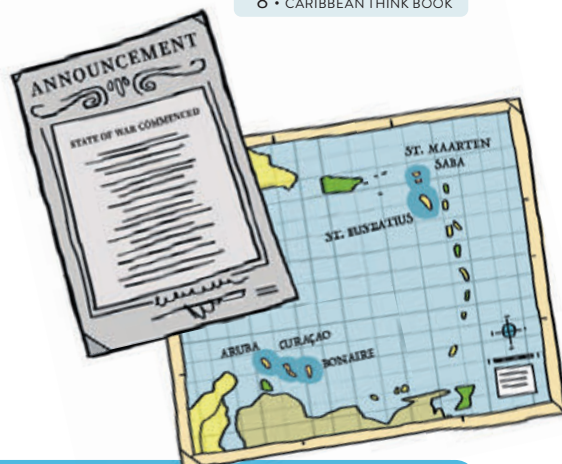 8 • CARIBBEAN THINK BOOK
ANNOUNCEMENT
STATE OF WAR COMMENCED
ST. MAARTEN
SABA
ST. EUSTATIUS
ARUBA
CURAÇAO
BONAIRE